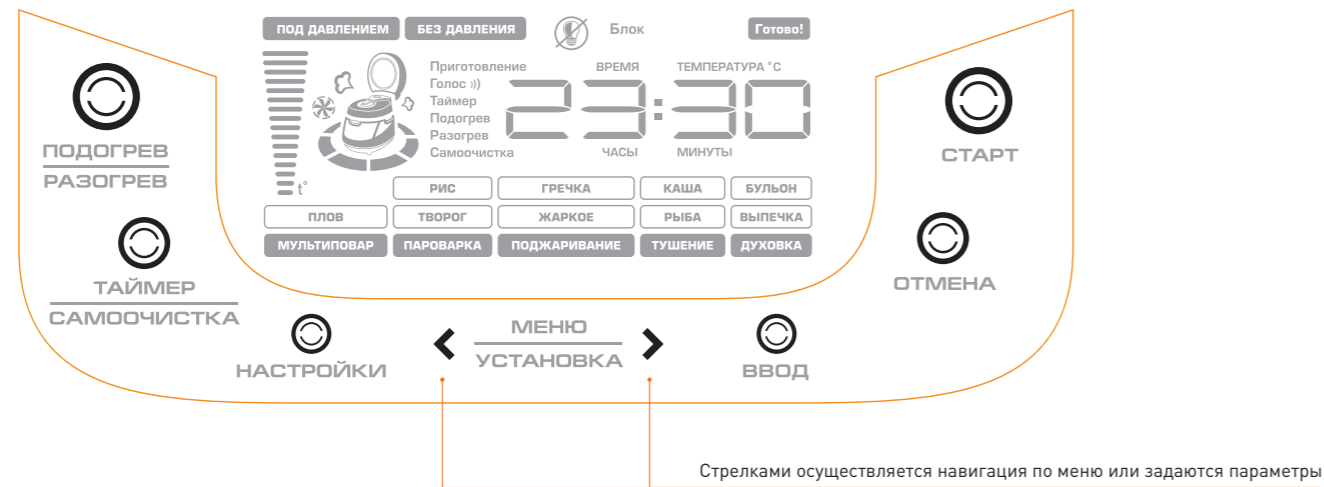 ПОД ДАВЛЕНИЕМ БЕЗ ДАВЛЕНИЯ Блок Готово!
Приготовление ВРЕМЯ ТЕМПЕРАТУРА °C
Голос
Таймер
Подогрев
Разогрев
Самоочистка
23:30
ЧАСЫ МИНУТЫ
t°
РИС ГРЕЧКА КАША БУЛЬОН
ПЛОВ ТВОРОГ ЖАРКОЕ РЫБА ВЫПЕЧКА
МУЛЬТИПОВАР ПАРОВАРКА ПОДЖАРИВАНИЕ ТУШЕНИЕ ДУХОВКА
ПОДОГРЕВ
РАЗОГРЕВ
СТАРТ
ТАЙМЕР
САМООЧИСТКА
ОТМЕНА
НАСТРОЙКИ
МЕНЮ
УСТАНОВКА
ВВОД
Стрелками осуществляется навигация по меню или задаются параметры